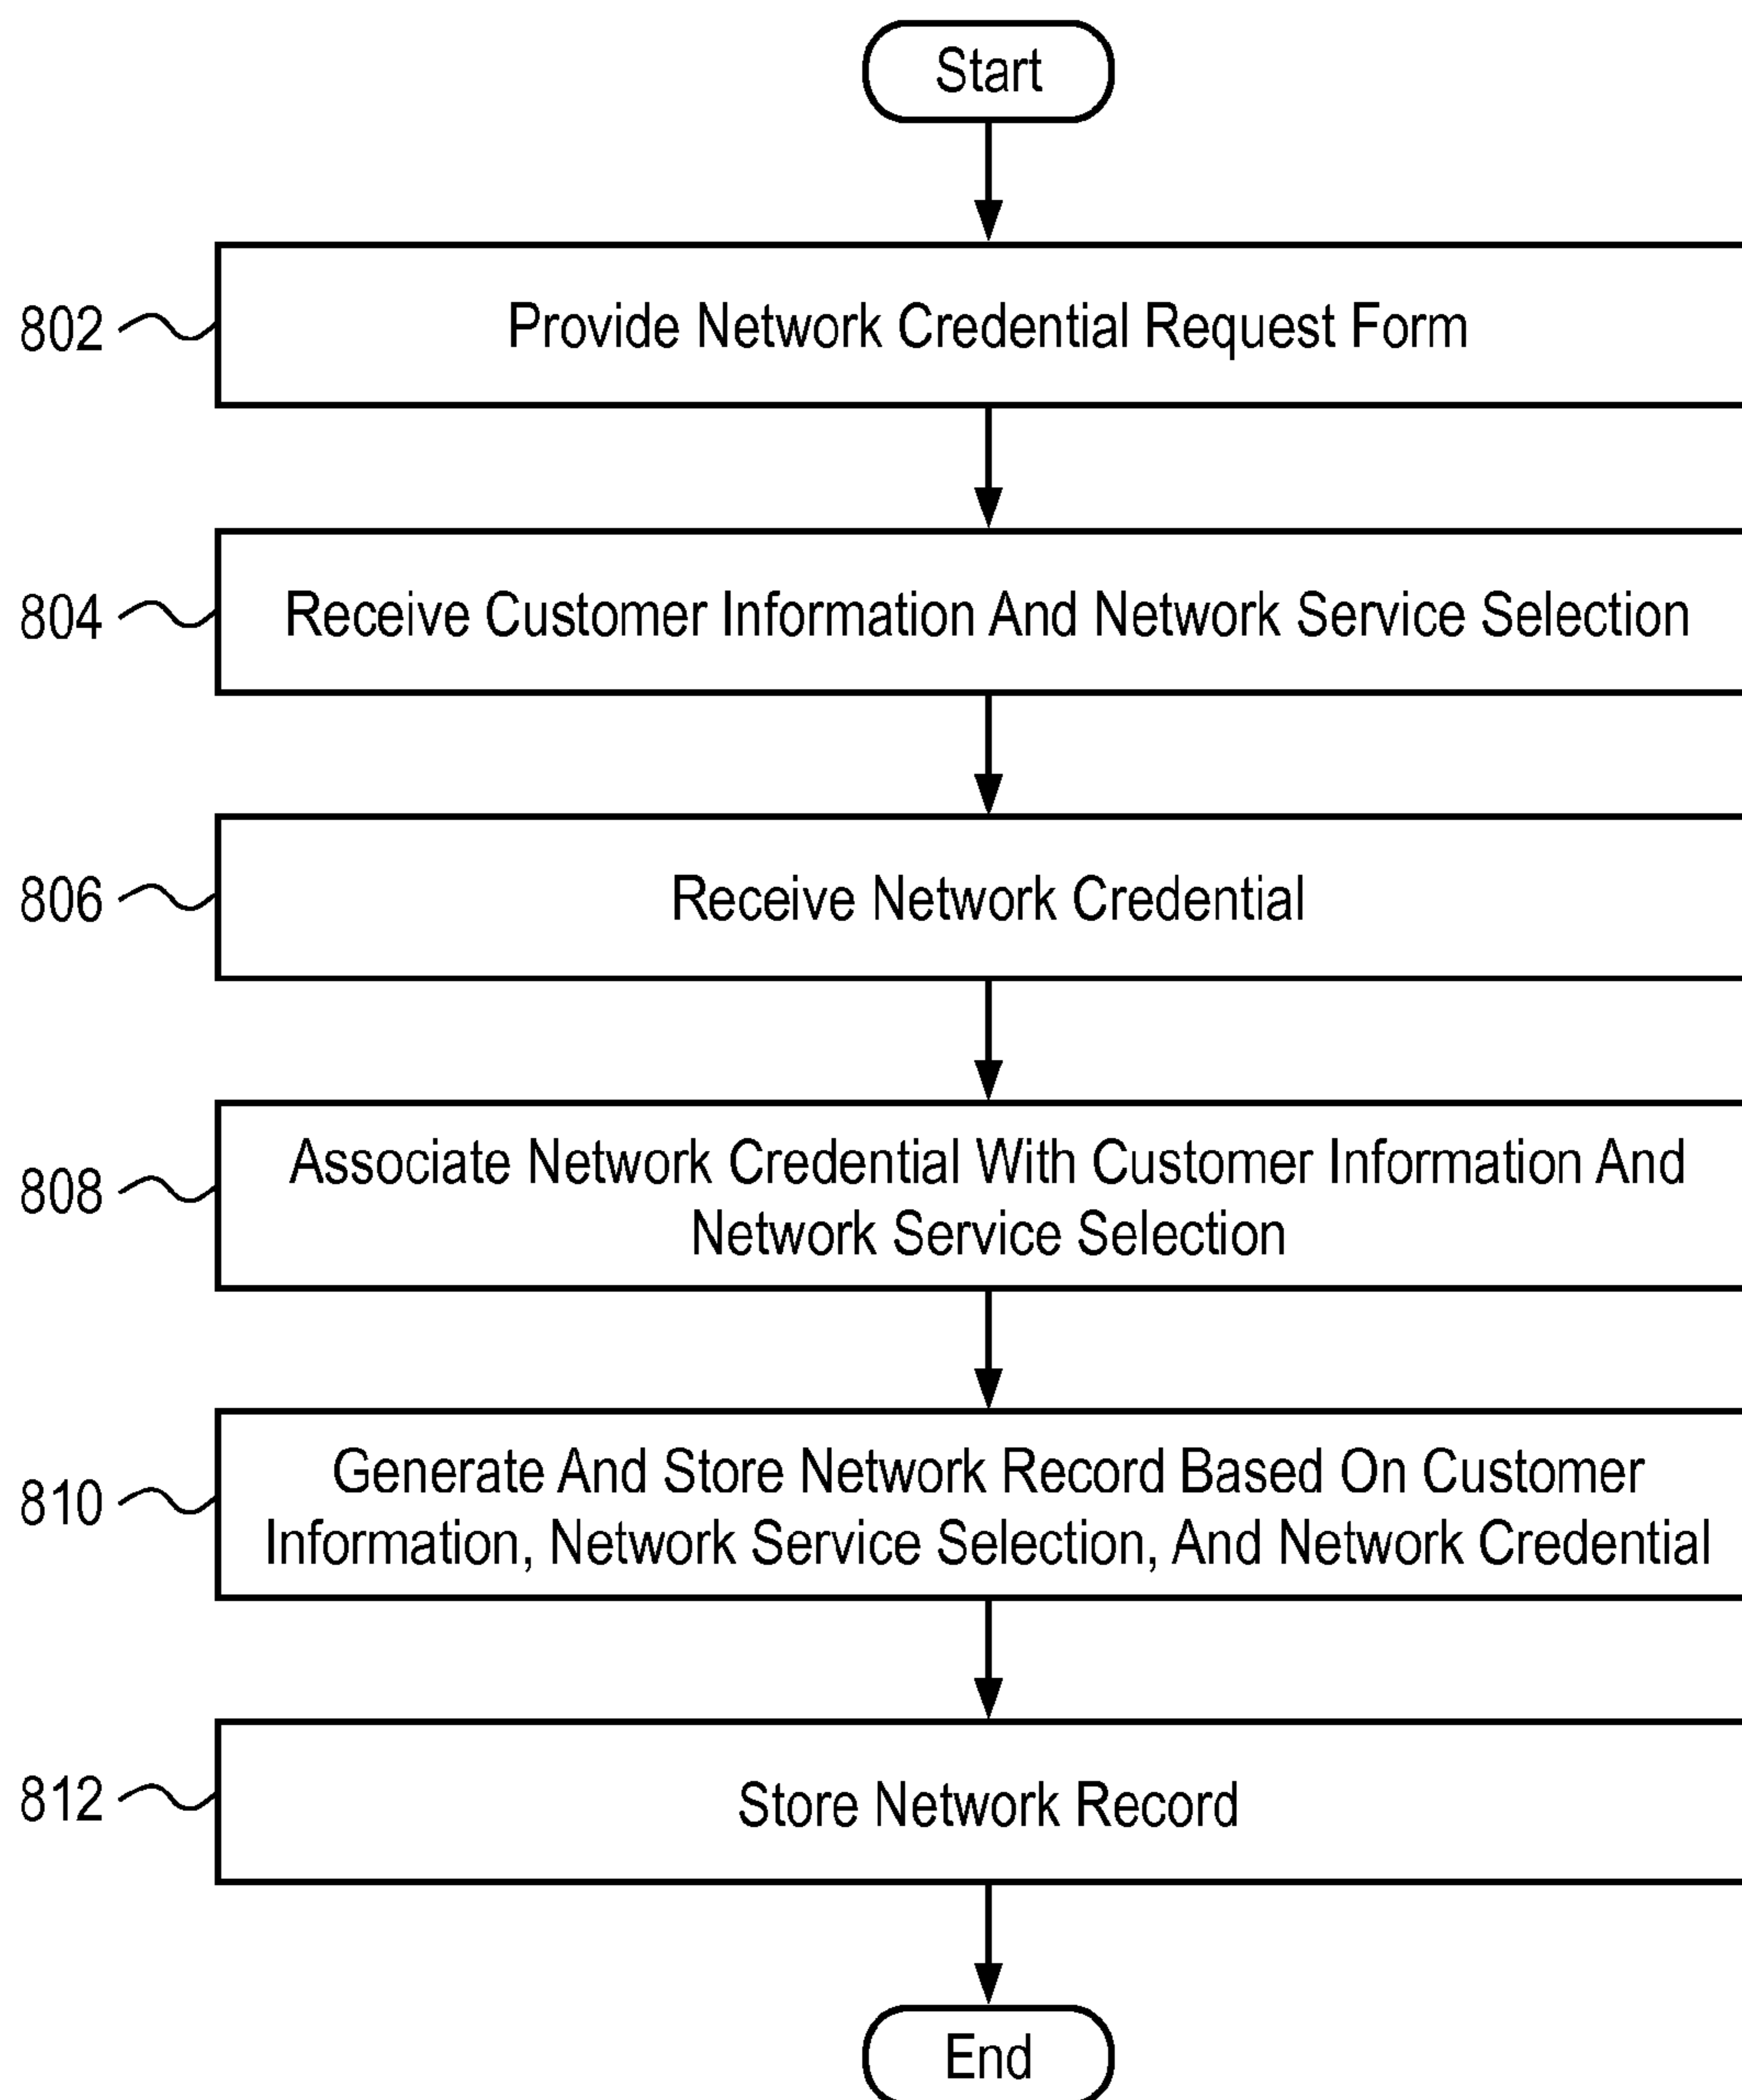 Start
802
Provide Network Credential Request Form
804
Receive Customer Information And Network Service Selection
806
Receive Network Credential
808
Associate Network Credential With Customer Information And
Network Service Selection
810
Generate And Store Network Record Based On Customer
Information, Network Service Selection, And Network Credential
812
Store Network Record
End